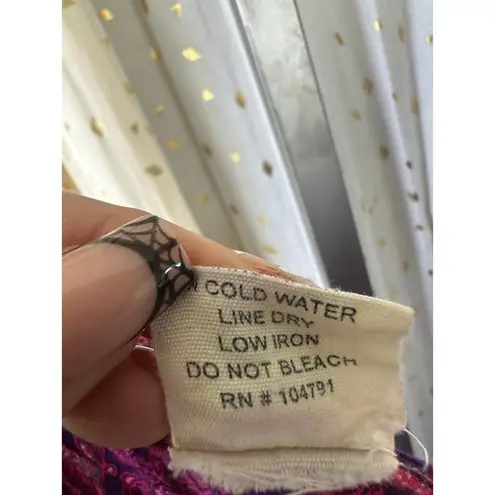 COLD WATER
LINE DRY
LOW IRON
DO NOT BLEACH
RN # 104791